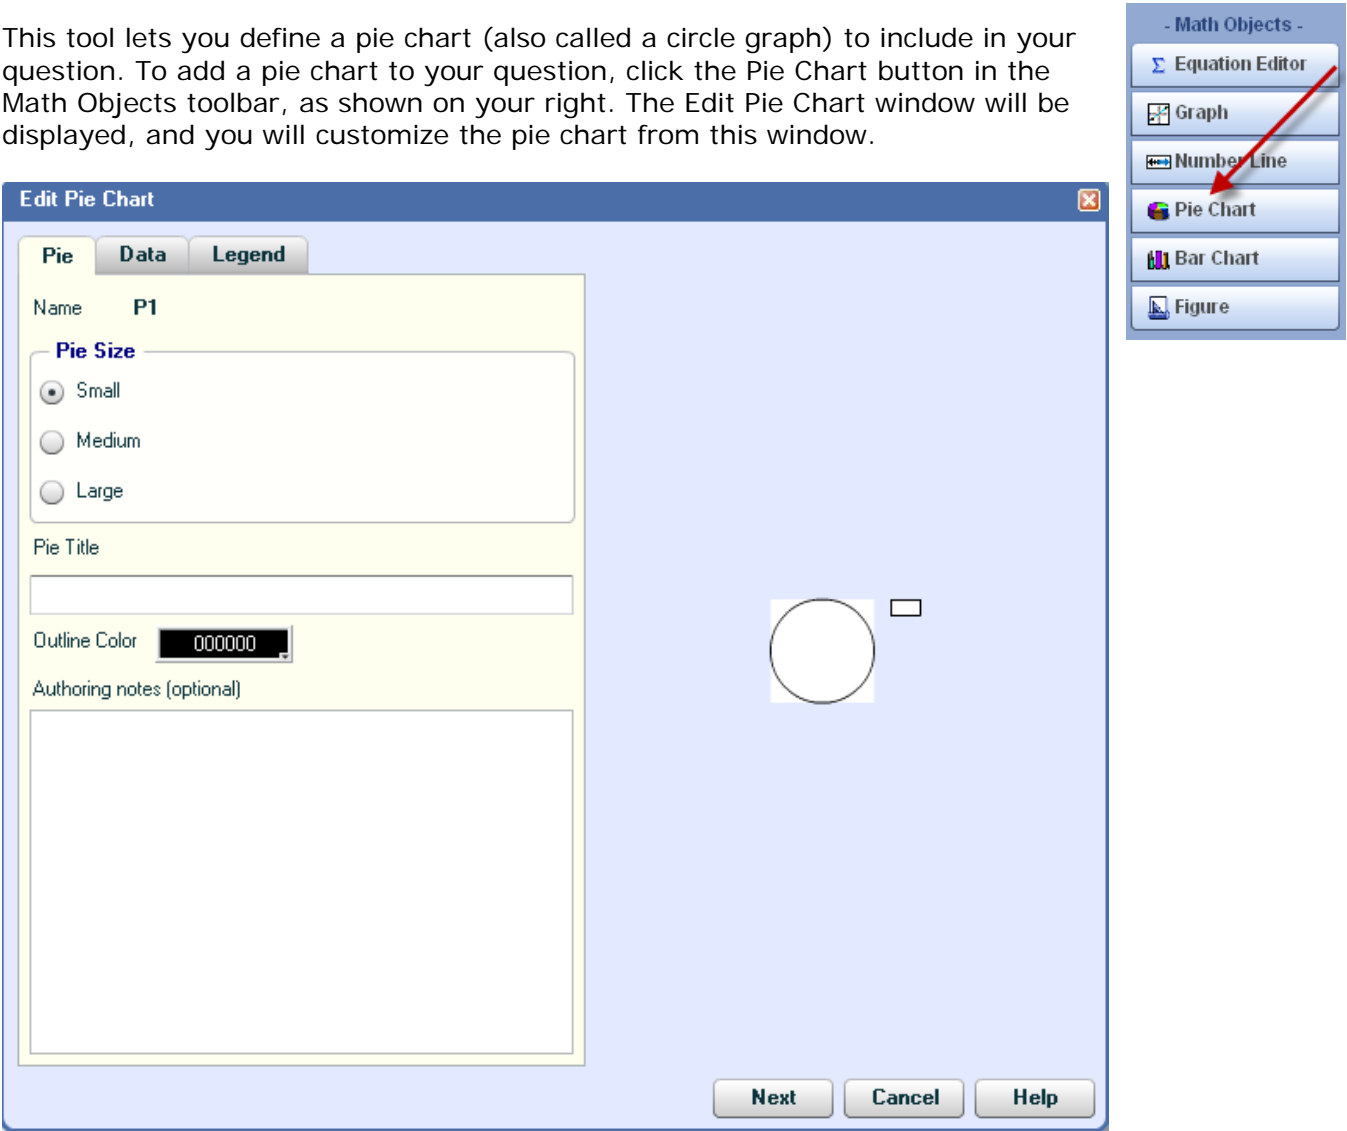 This tool lets you define a pie chart (also called a circle graph) to include in your
question. To add a pie chart to your question, click the Pie Chart button in the
Math Objects toolbar, as shown on your right. The Edit Pie Chart window will be
displayed, and you will customize the pie chart from this window.
- Math Objects -
Σ Equation Editor
Graph
Number Line
Pie Chart
Bar Chart
Figure
Edit Pie Chart
Pie Data Legend
Name P1
Pie Size
Small
Medium
Large
Pie Title
Outline Color 000000
Authoring notes (optional)
Next Cancel Help